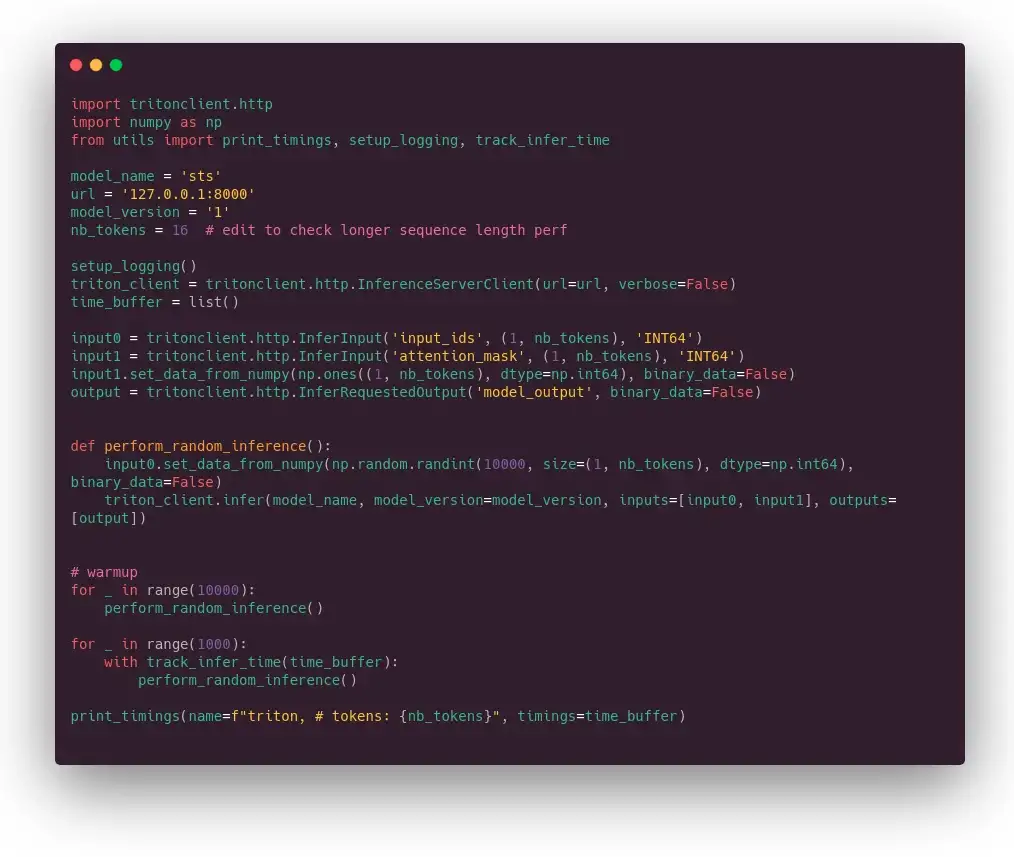 import tritonclient.http
import numpy as np
from utils import print_timings, setup_logging, track_infer_time

model_name = 'sts'
url = '127.0.0.1:8000'
model_version = '1'
nb_tokens = 16  # edit to check longer sequence length perf

setup_logging()
triton_client = tritonclient.http.InferenceServerClient(url=url, verbose=False)
time_buffer = list()

input0 = tritonclient.http.InferInput('input_ids', (1, nb_tokens), 'INT64')
input1 = tritonclient.http.InferInput('attention_mask', (1, nb_tokens), 'INT64')
input1.set_data_from_numpy(np.ones((1, nb_tokens), dtype=np.int64), binary_data=False)
output = tritonclient.http.InferRequestedOutput('model_output', binary_data=False)


def perform_random_inference():
    input0.set_data_from_numpy(np.random.randint(10000, size=(1, nb_tokens), dtype=np.int64),
binary_data=False)
    triton_client.infer(model_name, model_version=model_version, inputs=[input0, input1], outputs=
[output])


# warmup
for _ in range(10000):
    perform_random_inference()

for _ in range(1000):
    with track_infer_time(time_buffer):
        perform_random_inference()

print_timings(name=f"triton, # tokens: {nb_tokens}", timings=time_buffer)